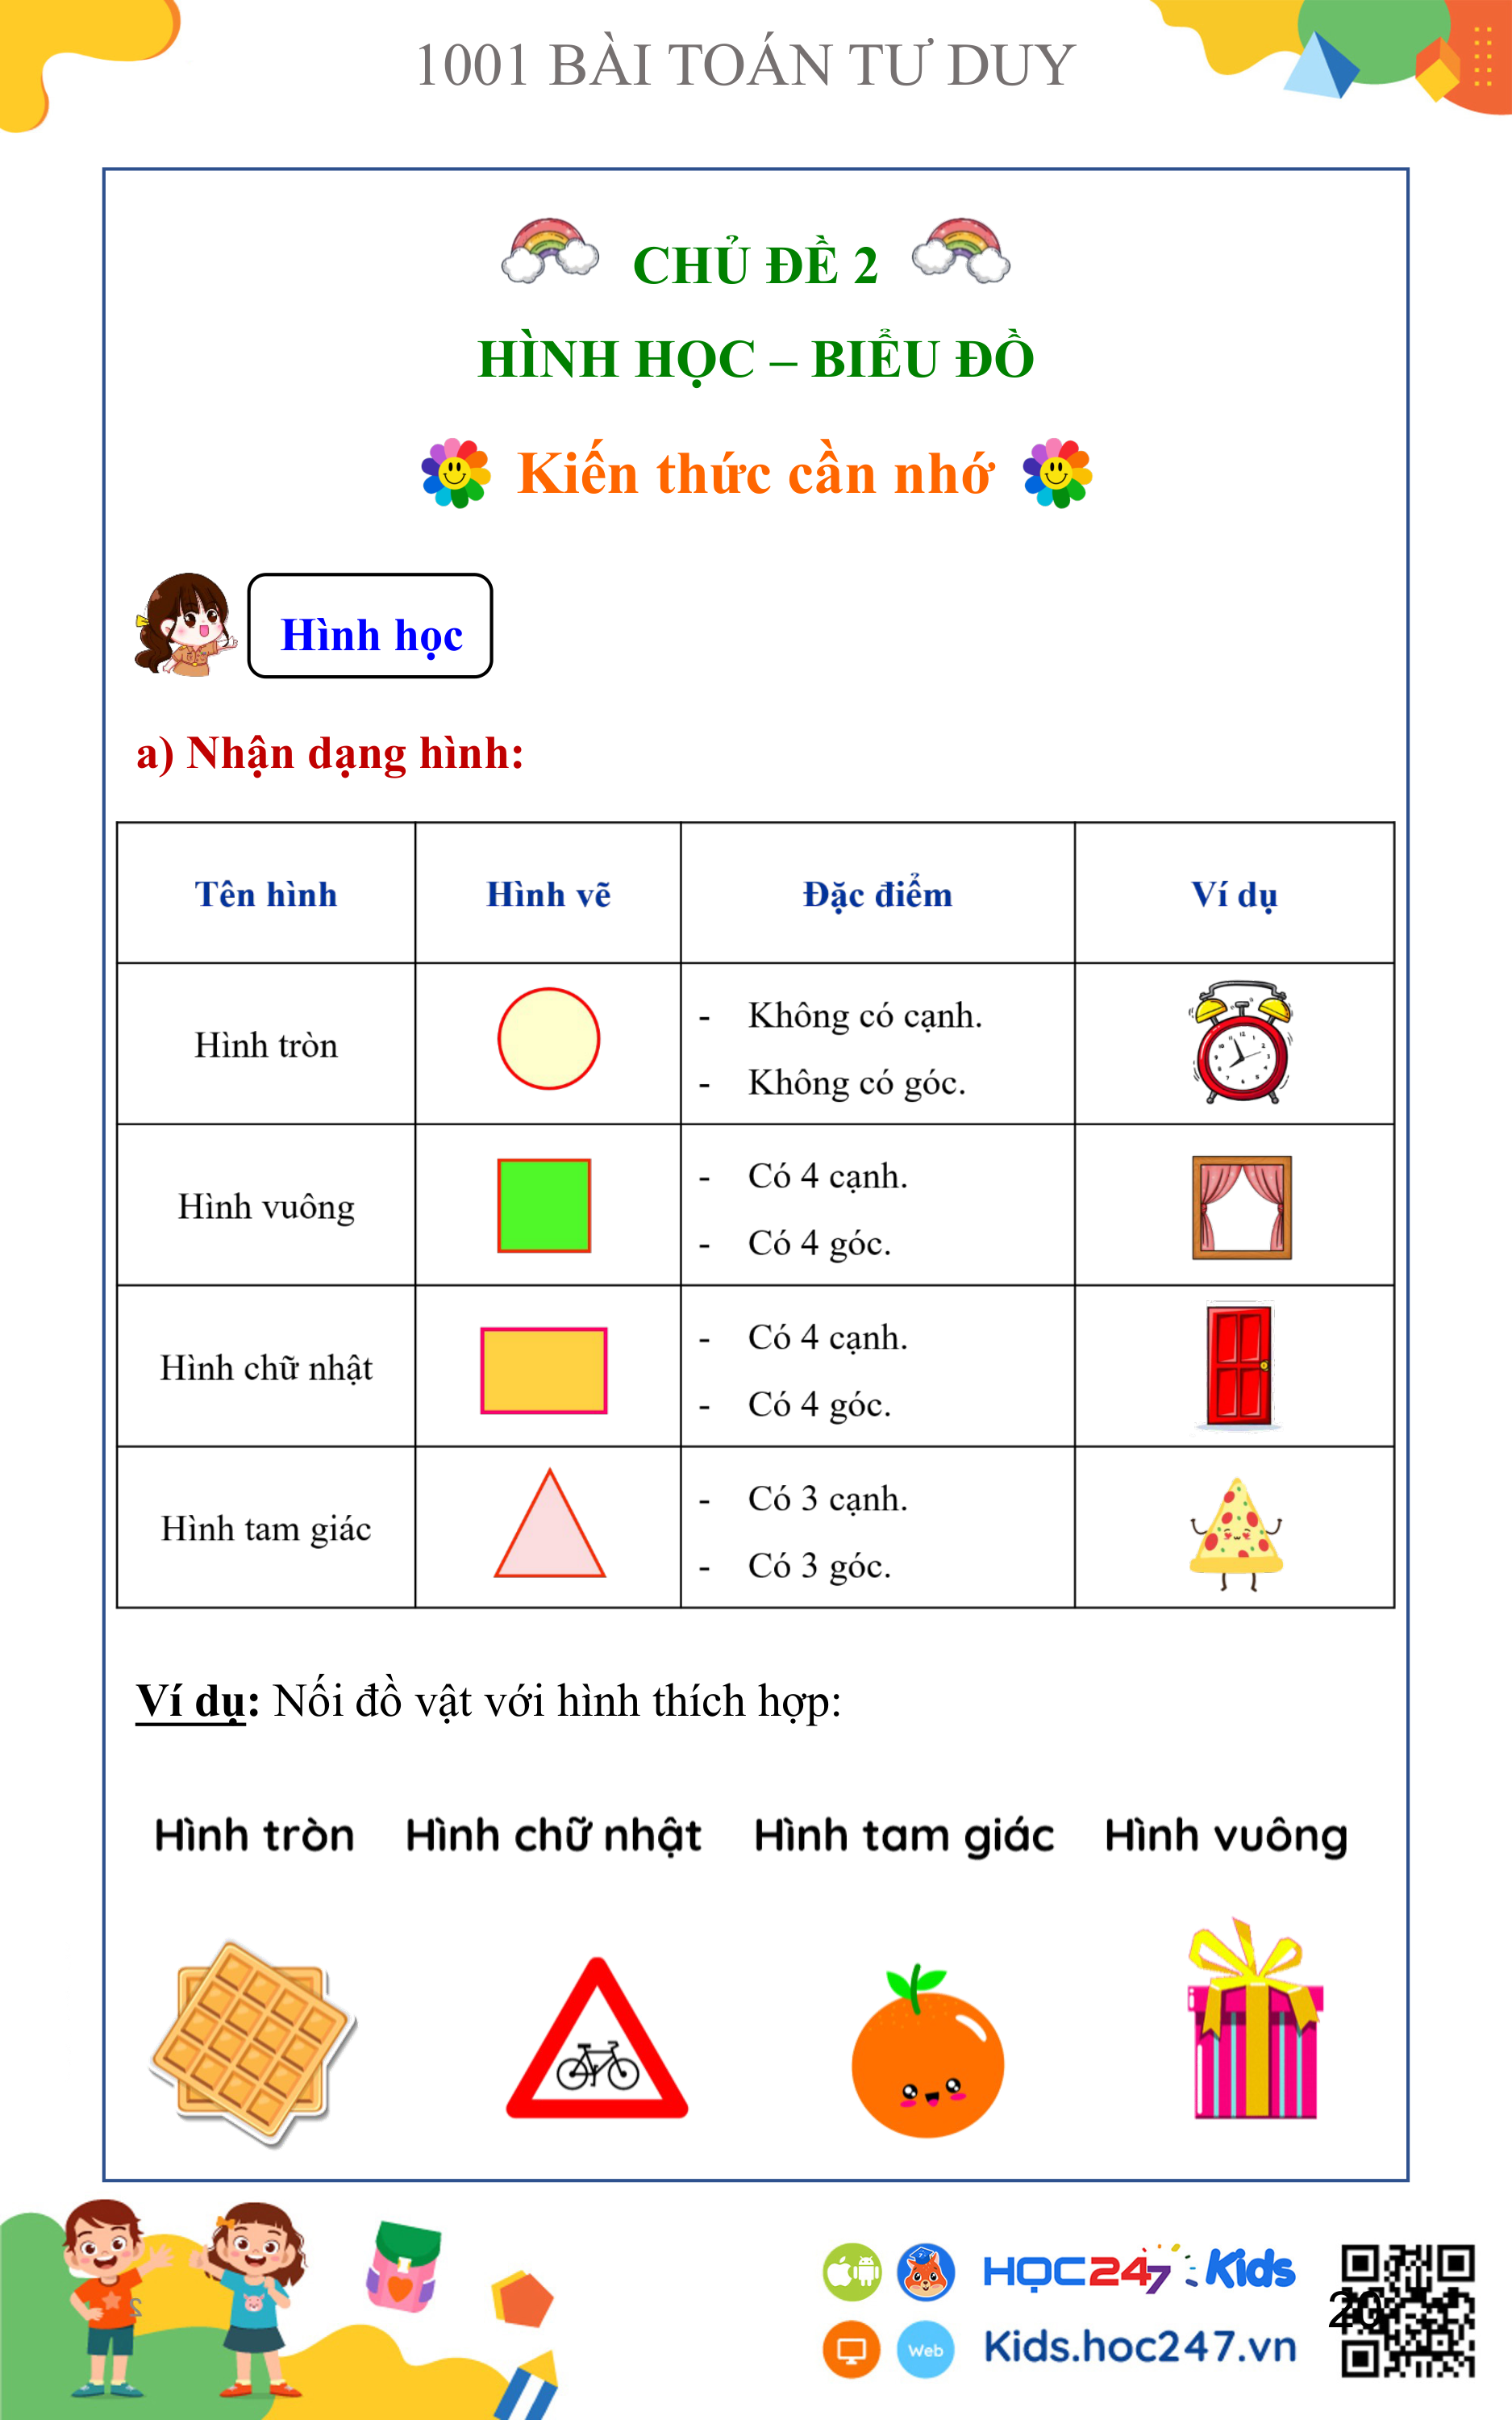 1001 BÀI TOÁN TƯ DUY
CHỦ ĐỀ 2
HÌNH HỌC – BIỂU ĐỒ
Kiến thức cần nhớ
Hình học
a) Nhận dạng hình:
Tên hình Hình vẽ Đặc điểm Ví dụ
Hình tròn
- Không có cạnh.
- Không có góc.
Hình vuông
- Có 4 cạnh.
- Có 4 góc.
Hình chữ nhật
- Có 4 cạnh.
- Có 4 góc.
Hình tam giác
- Có 3 cạnh.
- Có 3 góc.
Ví dụ: Nối đồ vật với hình thích hợp:
Hình tròn Hình chữ nhật Hình tam giác Hình vuông
HỌC247 Kids
20
Web Kids.hoc247.vn